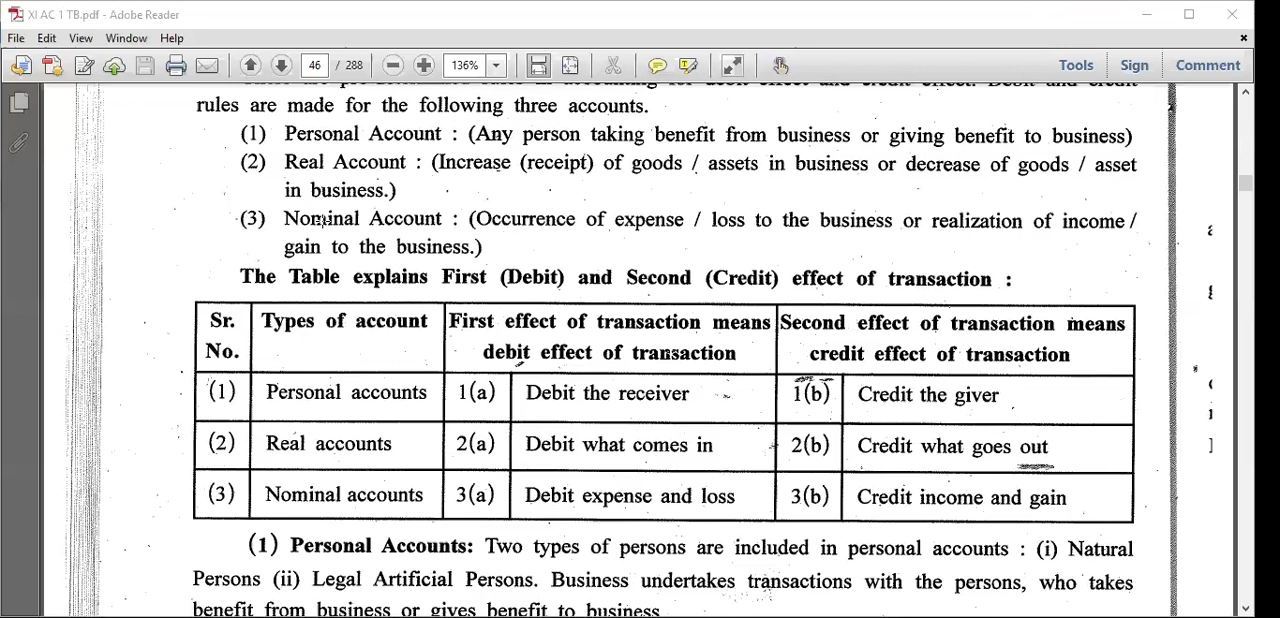 XI AC 1 TB.pdf - Adobe Reader
File Edit View Window Help
46 / 288 136% Tools Sign Comment
rules are made for the following three accounts.
(1) Personal Account : (Any person taking benefit from business or giving benefit to business)
(2) Real Account : (Increase (receipt) of goods / assets in business or decrease of goods / asset
in business.)
(3) Nominal Account : (Occurrence of expense / loss to the business or realization of income /
gain to the business.)
The Table explains First (Debit) and Second (Credit) effect of transaction :
Sr. No. Types of account First effect of transaction means debit effect of transaction Second effect of transaction means credit effect of transaction
(1) Personal accounts 1(a) Debit the receiver 1(b) Credit the giver
(2) Real accounts 2(a) Debit what comes in 2(b) Credit what goes out
(3) Nominal accounts 3(a) Debit expense and loss 3(b) Credit income and gain
(1) Personal Accounts: Two types of persons are included in personal accounts : (i) Natural
Persons (ii) Legal Artificial Persons. Business undertakes transactions with the persons, who takes
benefit from business or gives benefit to business